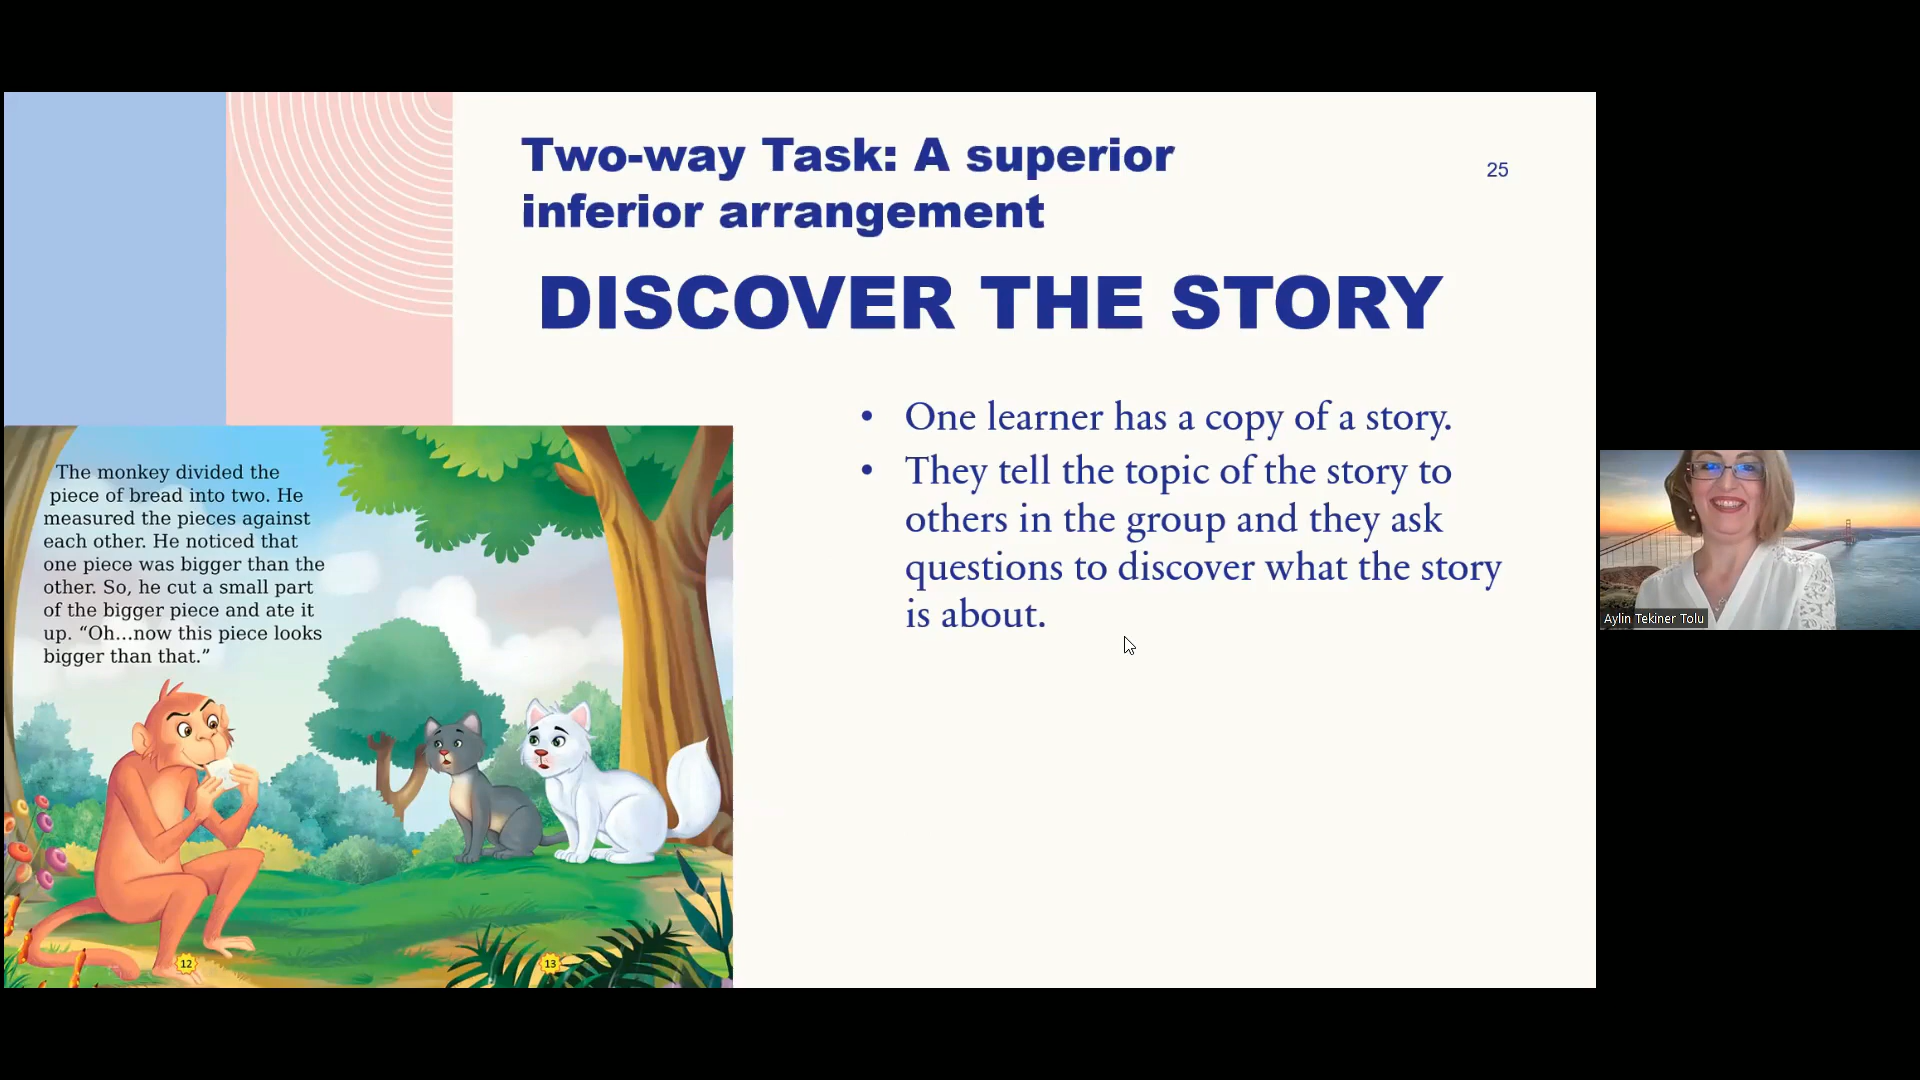 Two-way Task: A superior
inferior arrangement
25
DISCOVER THE STORY
• One learner has a copy of a story.
• They tell the topic of the story to
others in the group and they ask
questions to discover what the story
is about.
The monkey divided the
piece of bread into two. He
measured the pieces against
each other. He noticed that
one piece was bigger than the
other. So, he cut a small part
of the bigger piece and ate it
up. “Oh...now this piece looks
bigger than that.”
12
13
Aylin Tekiner Tolu